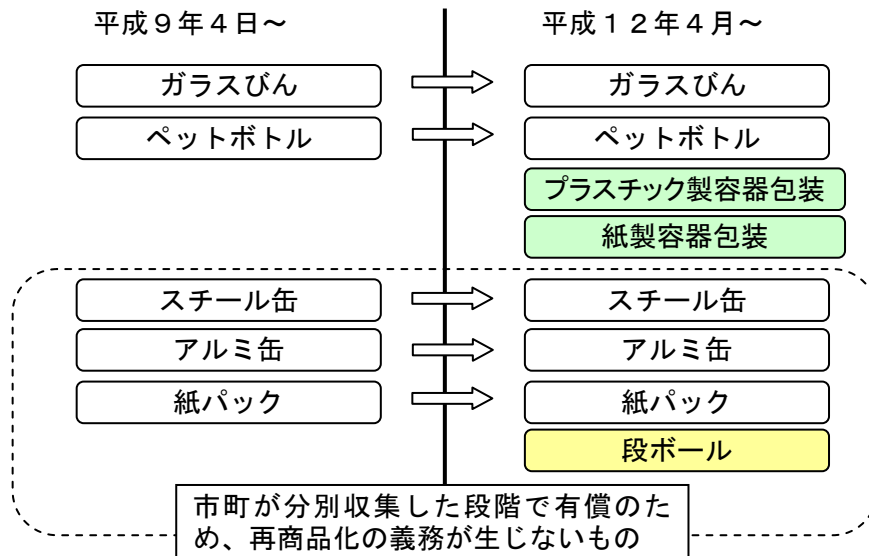 平成９年４日～
平成１２年４月～
ガラスびん
ガラスびん
ペットボトル
ペットボトル
プラスチック製容器包装
紙製容器包装
スチール缶
スチール缶
アルミ缶
アルミ缶
紙パック
紙パック
段ボール
市町が分別収集した段階で有償のた
め、再商品化の義務が生じないもの